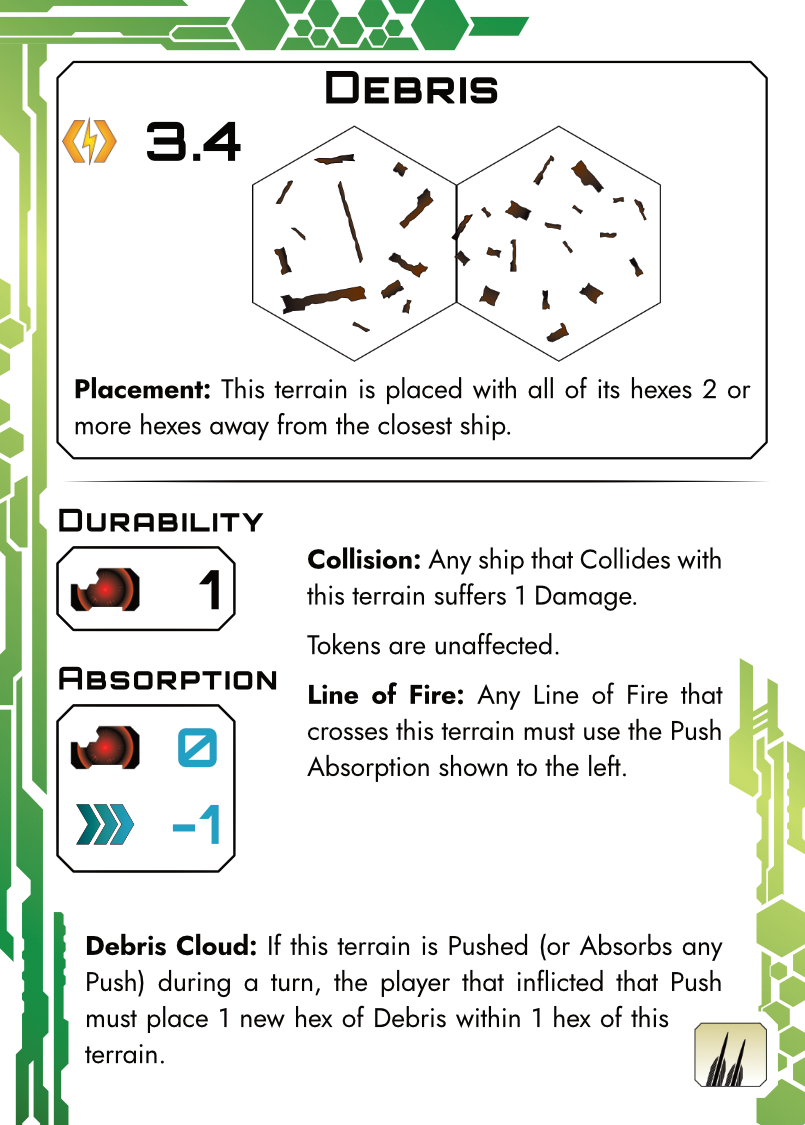 Debris
3.4
Placement: This terrain is placed with all of its hexes 2 or
more hexes away from the closest ship.
Durability
1
Collision: Any ship that Collides with
this terrain suffers 1 Damage.
Tokens are unaffected.
Absorption
0
-1
Line of Fire: Any Line of Fire that
crosses this terrain must use the Push
Absorption shown to the left.
Debris Cloud: If this terrain is Pushed (or Absorbs any
Push) during a turn, the player that inflicted that Push
must place 1 new hex of Debris within 1 hex of this
terrain.